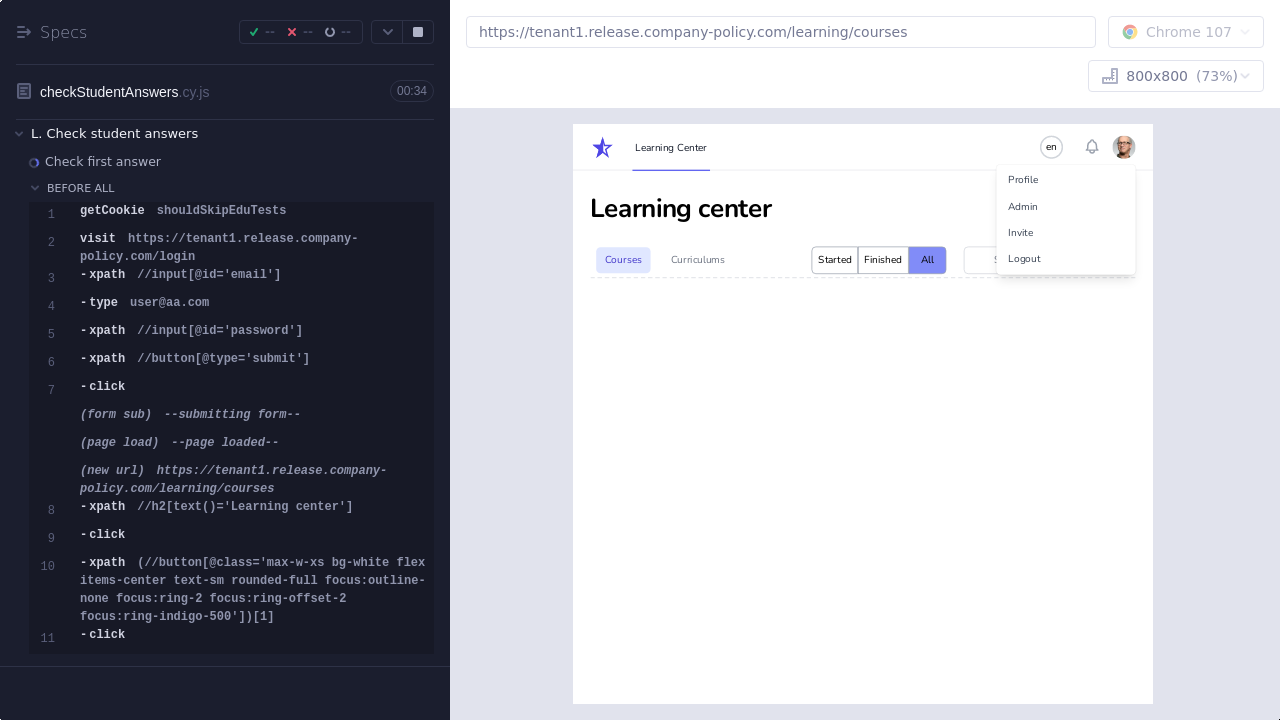 Specs
--
--
--
checkStudentAnswers.cy.js
00:34
L. Check student answers
Check first answer
BEFORE ALL
1 getCookie shouldSkipEduTests
2 visit https://tenant1.release.company-
policy.com/login
3 -xpath //input[@id='email']
4 -type user@aa.com
5 -xpath //input[@id='password']
6 -xpath //button[@type='submit']
7 -click
(form sub) --submitting form--
(page load) --page loaded--
(new url) https://tenant1.release.company-
policy.com/learning/courses
8 -xpath //h2[text()='Learning center']
9 -click
10 -xpath (//button[@class='max-w-xs bg-white flex
items-center text-sm rounded-full focus:outline-
none focus:ring-2 focus:ring-offset-2
focus:ring-indigo-500'])[1]
11 -click
https://tenant1.release.company-policy.com/learning/courses
Chrome 107
800x800 (73%)
Learning Center
en
Profile
Admin
Invite
Logout
Learning center
Courses
Curriculums
Started
Finished
All